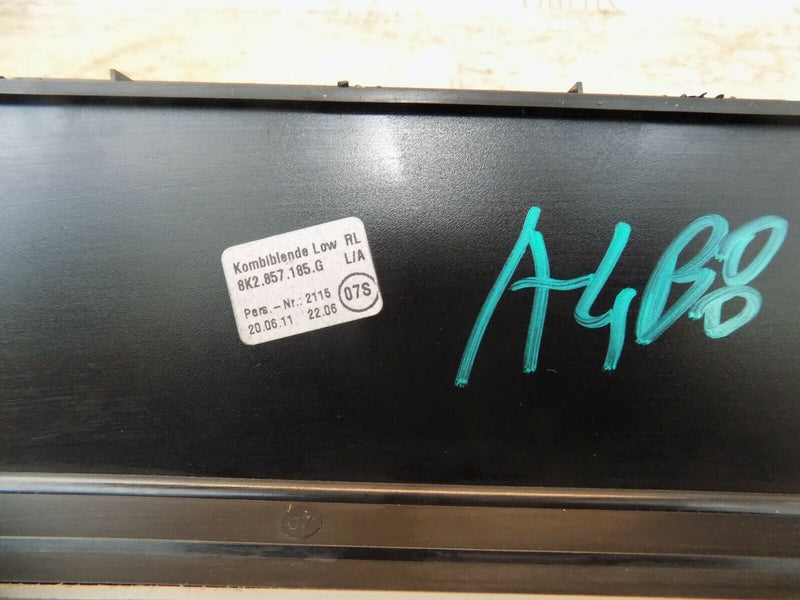 Kombiblende Low RL
8K2.857.185.G L/A
Pers.-Nr.: 2115
20.06.11 22.06
07S
A4B8